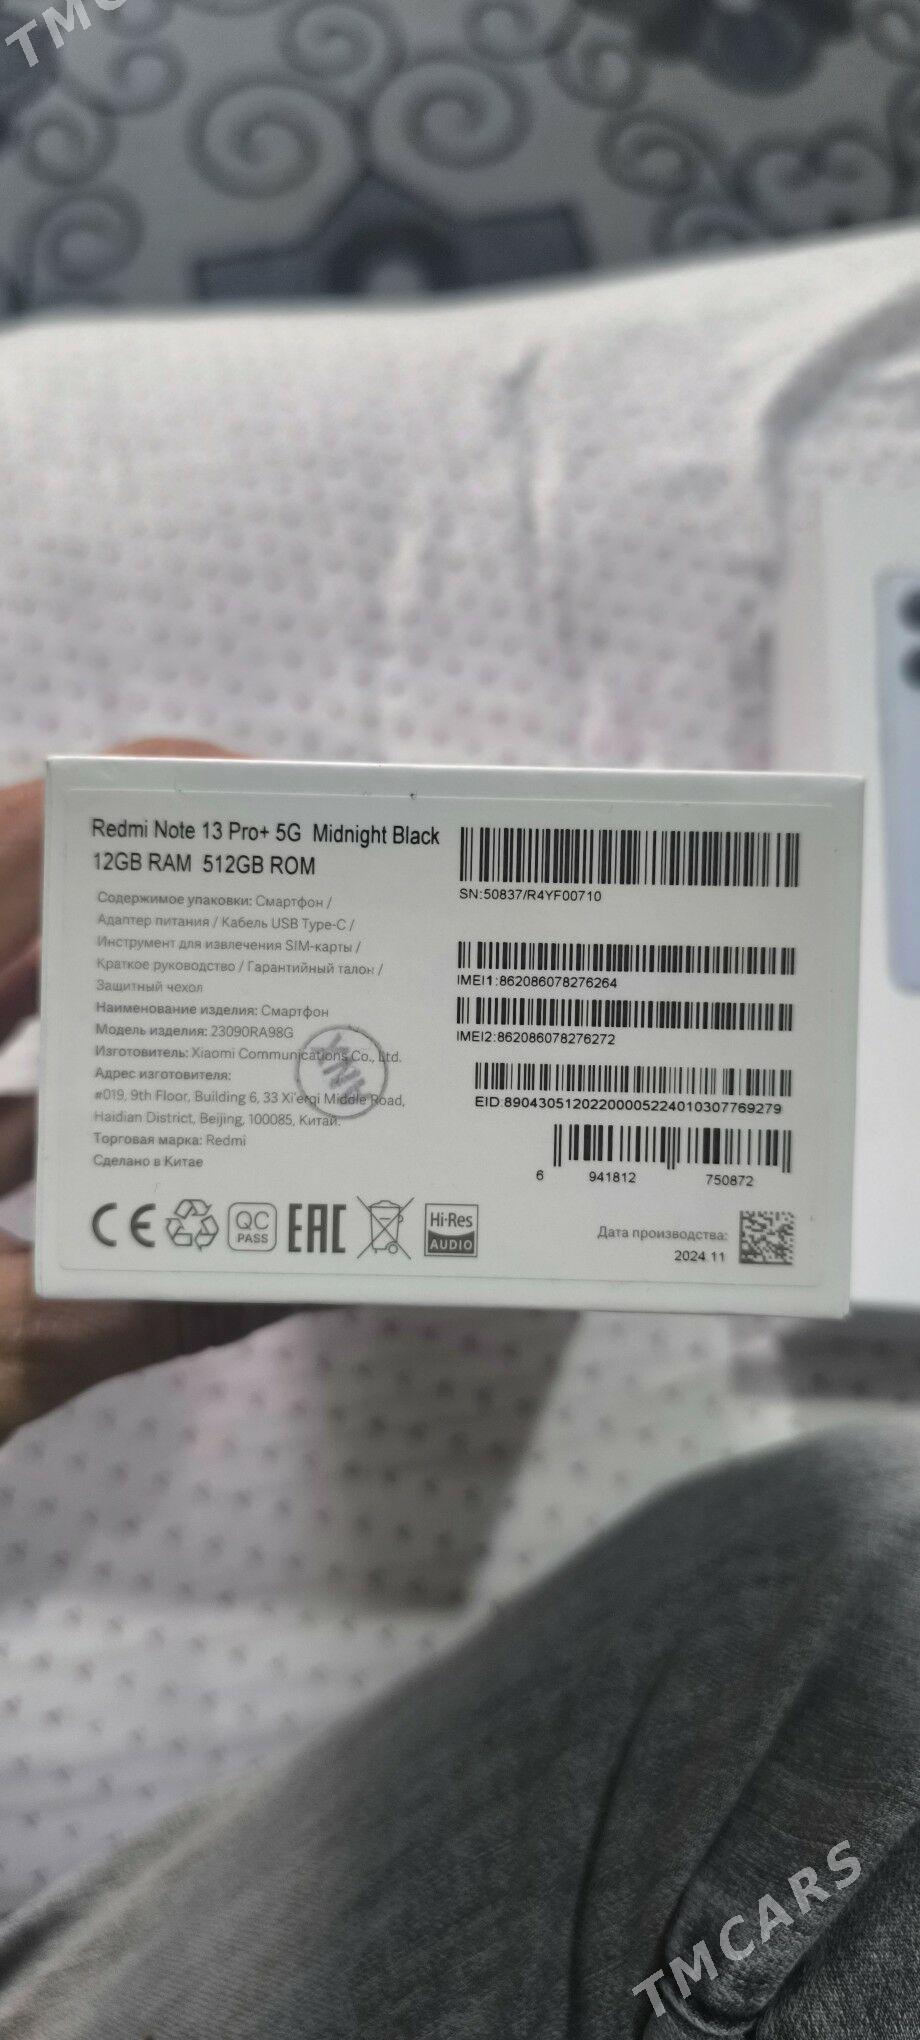 TMC
Redmi Note 13 Pro+ 5G Midnight Black
12GB RAM 512GB ROM
Содержимое упаковки: Смартфон /
Адаптер питания / Кабель USB Type-C /
Инструмент для извлечения SIM-карты /
Краткое руководство / Гарантийный талон /
Защитный чехол
Наименование изделия: Смартфон
Модель изделия: 23090RA98G
Изготовитель: Xiaomi Communications Co., Ltd.
Адрес изготовителя:
#019, 9th Floor, Building 6, 33 Xi'erqi Middle Road,
Haidian District, Beijing, 100085, Китай.
Торговая марка: Redmi
Сделано в Китае
SN:50837/R4YF00710
IMEI1:862086078276264
IMEI2:862086078276272
EID:89043051202200005224010307769279
6 941812 750872
CE
QC
PASS
EAC
Hi-Res
AUDIO
Дата производства:
2024.11
TMCARS